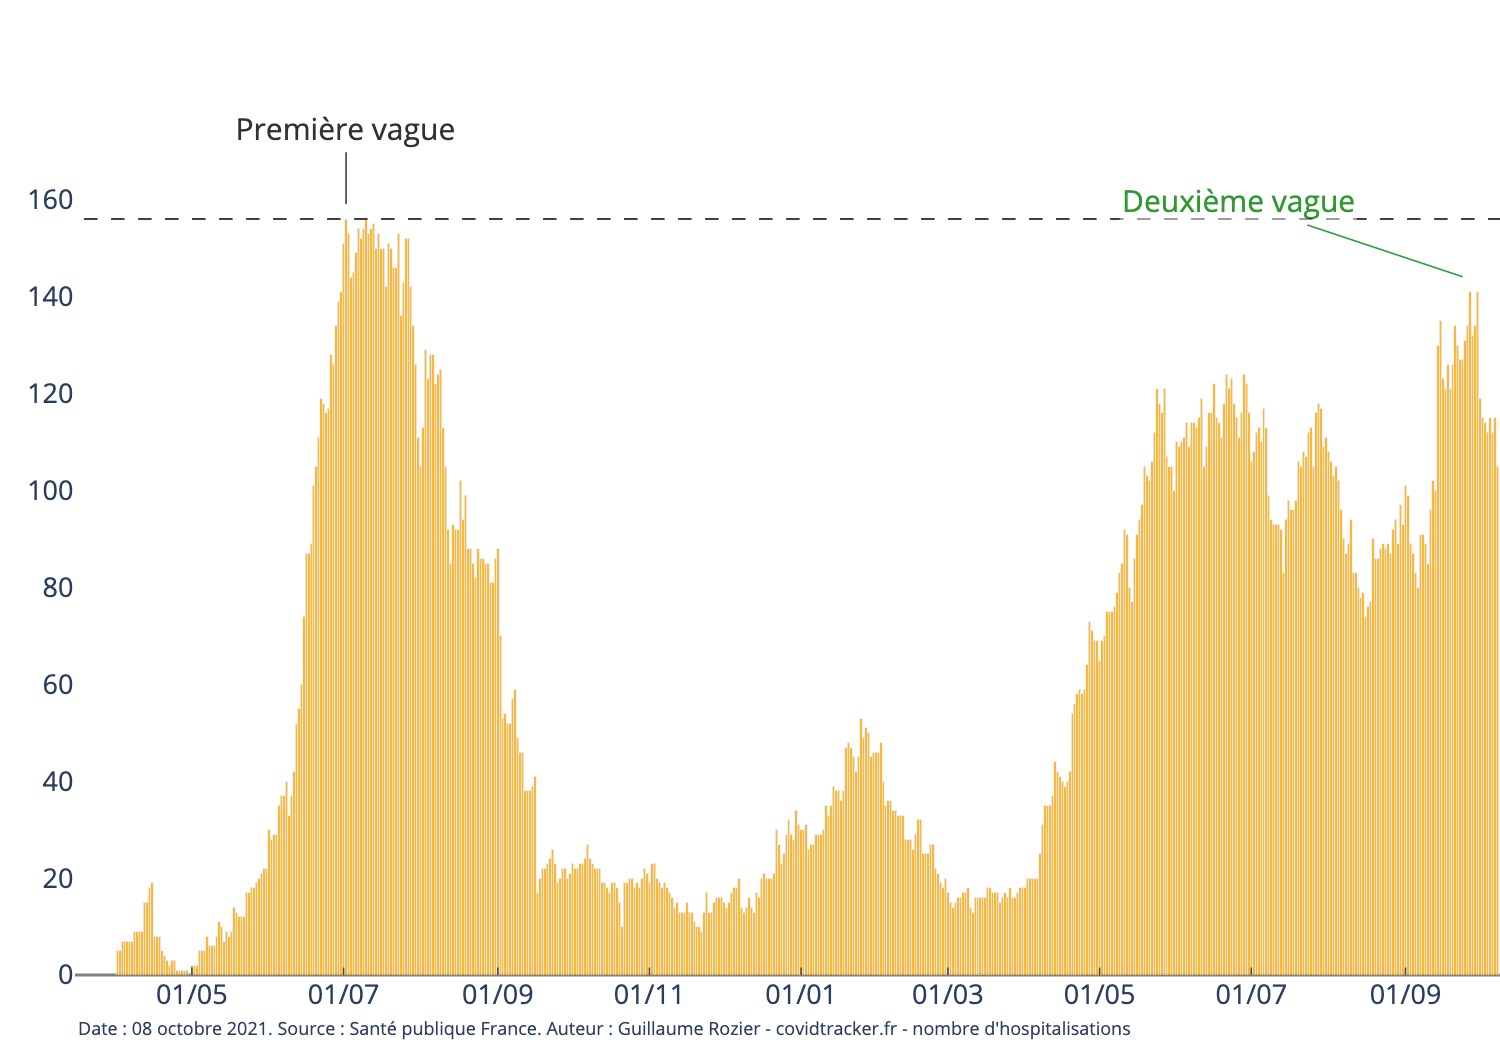 Première vague
160
Deuxième vague
140
120
100
80
60
40
20
0
01/05 01/07 01/09 01/11 01/01 01/03 01/05 01/07 01/09
Date : 08 octobre 2021. Source : Santé publique France. Auteur : Guillaume Rozier - covidtracker.fr - nombre d'hospitalisations